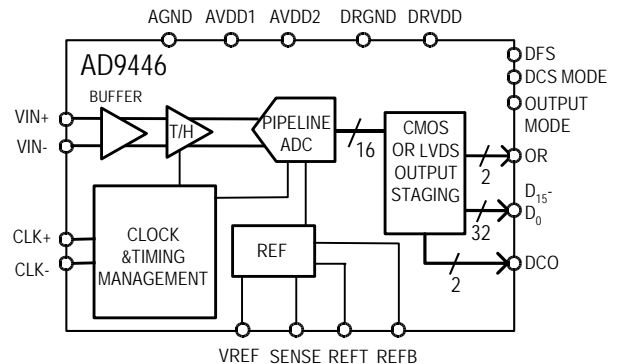 AGND AVDD1 AVDD2 DRGND DRVDD
AD9446
DFS
DCS MODE
OUTPUT
MODE
BUFFER
VIN+
VIN-
T/H
PIPELINE
ADC
16
CMOS
OR LVDS
OUTPUT
STAGING
2
OR
32
D15-
D0
2
DCO
CLK+
CLK-
CLOCK
&TIMING
MANAGEMENT
REF
VREF SENSE REFT REFB